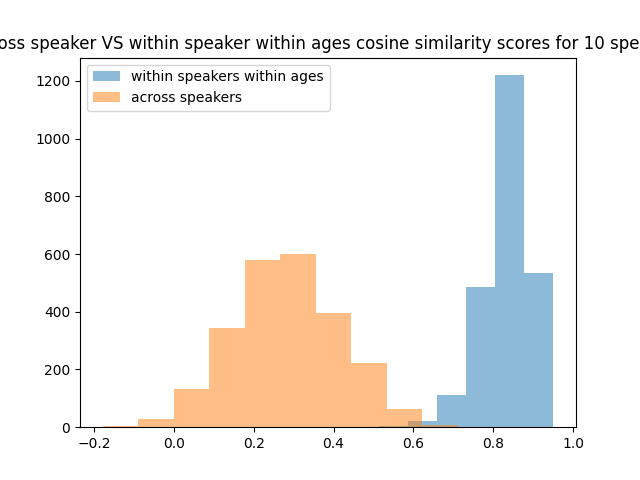 oss speaker VS within speaker within ages cosine similarity scores for 10 spe
within speakers within ages
across speakers
1200
1000
800
600
400
200
0
−0.2 0.0 0.2 0.4 0.6 0.8 1.0